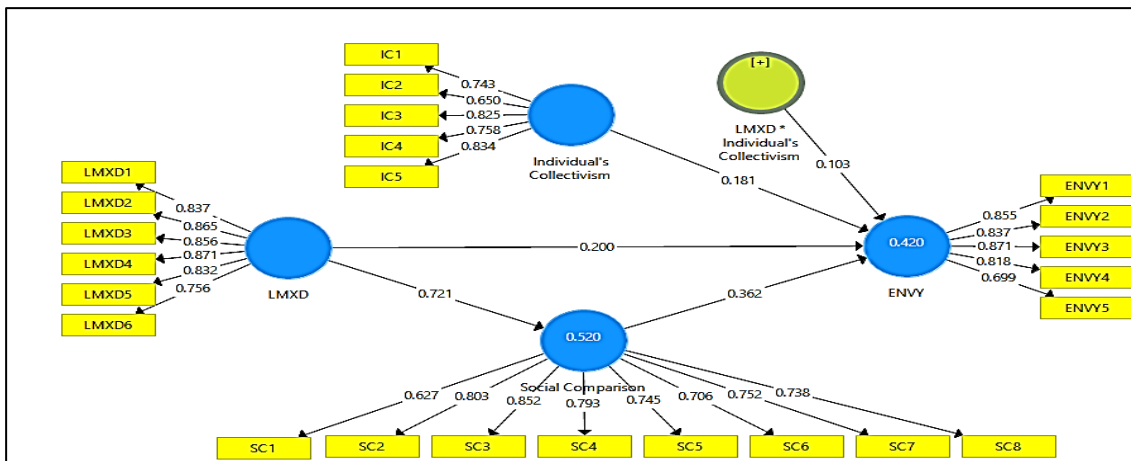 IC1
IC2
IC3
IC4
IC5
0.743
0.650
0.825
0.758
0.834
Individual's
Collectivism
[+]
LMXD *
Individual's
Collectivism
0.103
0.181
LMXD1
LMXD2
LMXD3
LMXD4
LMXD5
LMXD6
0.837
0.865
0.856
0.871
0.832
0.756
LMXD
0.200
0.721
0.362
0.420
ENVY
0.855
0.837
0.871
0.818
0.699
ENVY1
ENVY2
ENVY3
ENVY4
ENVY5
0.520
Social Comparison
0.627
0.803
0.852
0.793
0.745
0.706
0.752
0.738
SC1
SC2
SC3
SC4
SC5
SC6
SC7
SC8